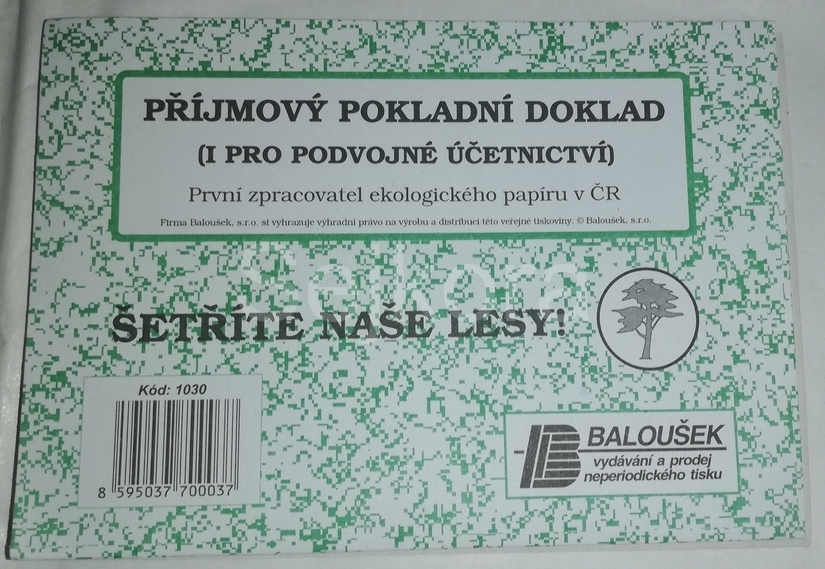 PŘÍJMOVÝ POKLADNÍ DOKLAD
(I PRO PODVOJNÉ ÚČETNICTVÍ)
První zpracovatel ekologického papíru v ČR
Firma Baloušek, s.r.o. si vyhrazuje výhradní právo na výrobu a distribuci této veřejné tiskoviny. © Baloušek, s.r.o.
ŠETŘÍTE NAŠE LESY!
Kód: 1030
8 595037 700037
BALOUŠEK
vydávání a prodej
neperiodického tisku